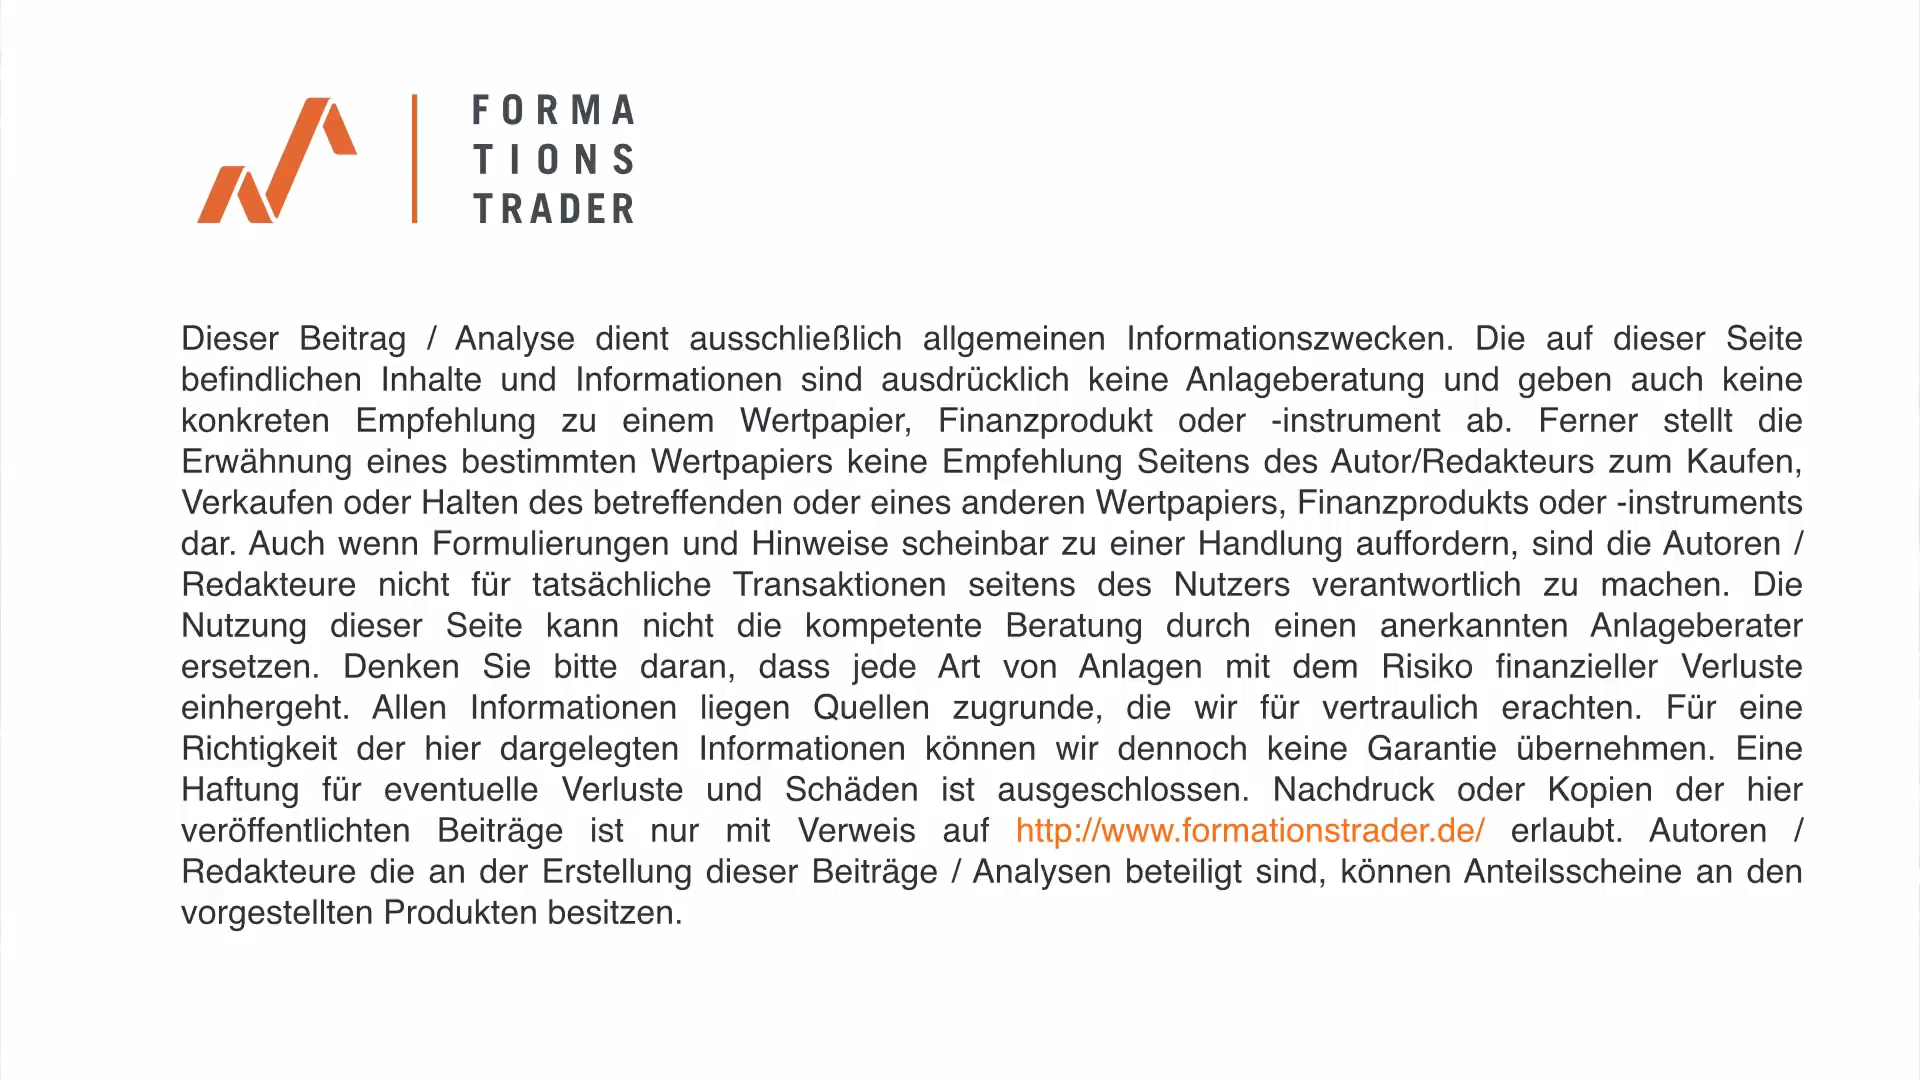 FORMA
TIONS
TRADER
Dieser Beitrag / Analyse dient ausschließlich allgemeinen Informationszwecken. Die auf dieser Seite
befindlichen Inhalte und Informationen sind ausdrücklich keine Anlageberatung und geben auch keine
konkreten Empfehlung zu einem Wertpapier, Finanzprodukt oder -instrument ab. Ferner stellt die
Erwähnung eines bestimmten Wertpapiers keine Empfehlung Seitens des Autor/Redakteurs zum Kaufen,
Verkaufen oder Halten des betreffenden oder eines anderen Wertpapiers, Finanzprodukts oder -instruments
dar. Auch wenn Formulierungen und Hinweise scheinbar zu einer Handlung auffordern, sind die Autoren /
Redakteure nicht für tatsächliche Transaktionen seitens des Nutzers verantwortlich zu machen. Die
Nutzung dieser Seite kann nicht die kompetente Beratung durch einen anerkannten Anlageberater
ersetzen. Denken Sie bitte daran, dass jede Art von Anlagen mit dem Risiko finanzieller Verluste
einhergeht. Allen Informationen liegen Quellen zugrunde, die wir für vertraulich erachten. Für eine
Richtigkeit der hier dargelegten Informationen können wir dennoch keine Garantie übernehmen. Eine
Haftung für eventuelle Verluste und Schäden ist ausgeschlossen. Nachdruck oder Kopien der hier
veröffentlichten Beiträge ist nur mit Verweis auf http://www.formationstrader.de/ erlaubt. Autoren /
Redakteure die an der Erstellung dieser Beiträge / Analysen beteiligt sind, können Anteilsscheine an den
vorgestellten Produkten besitzen.